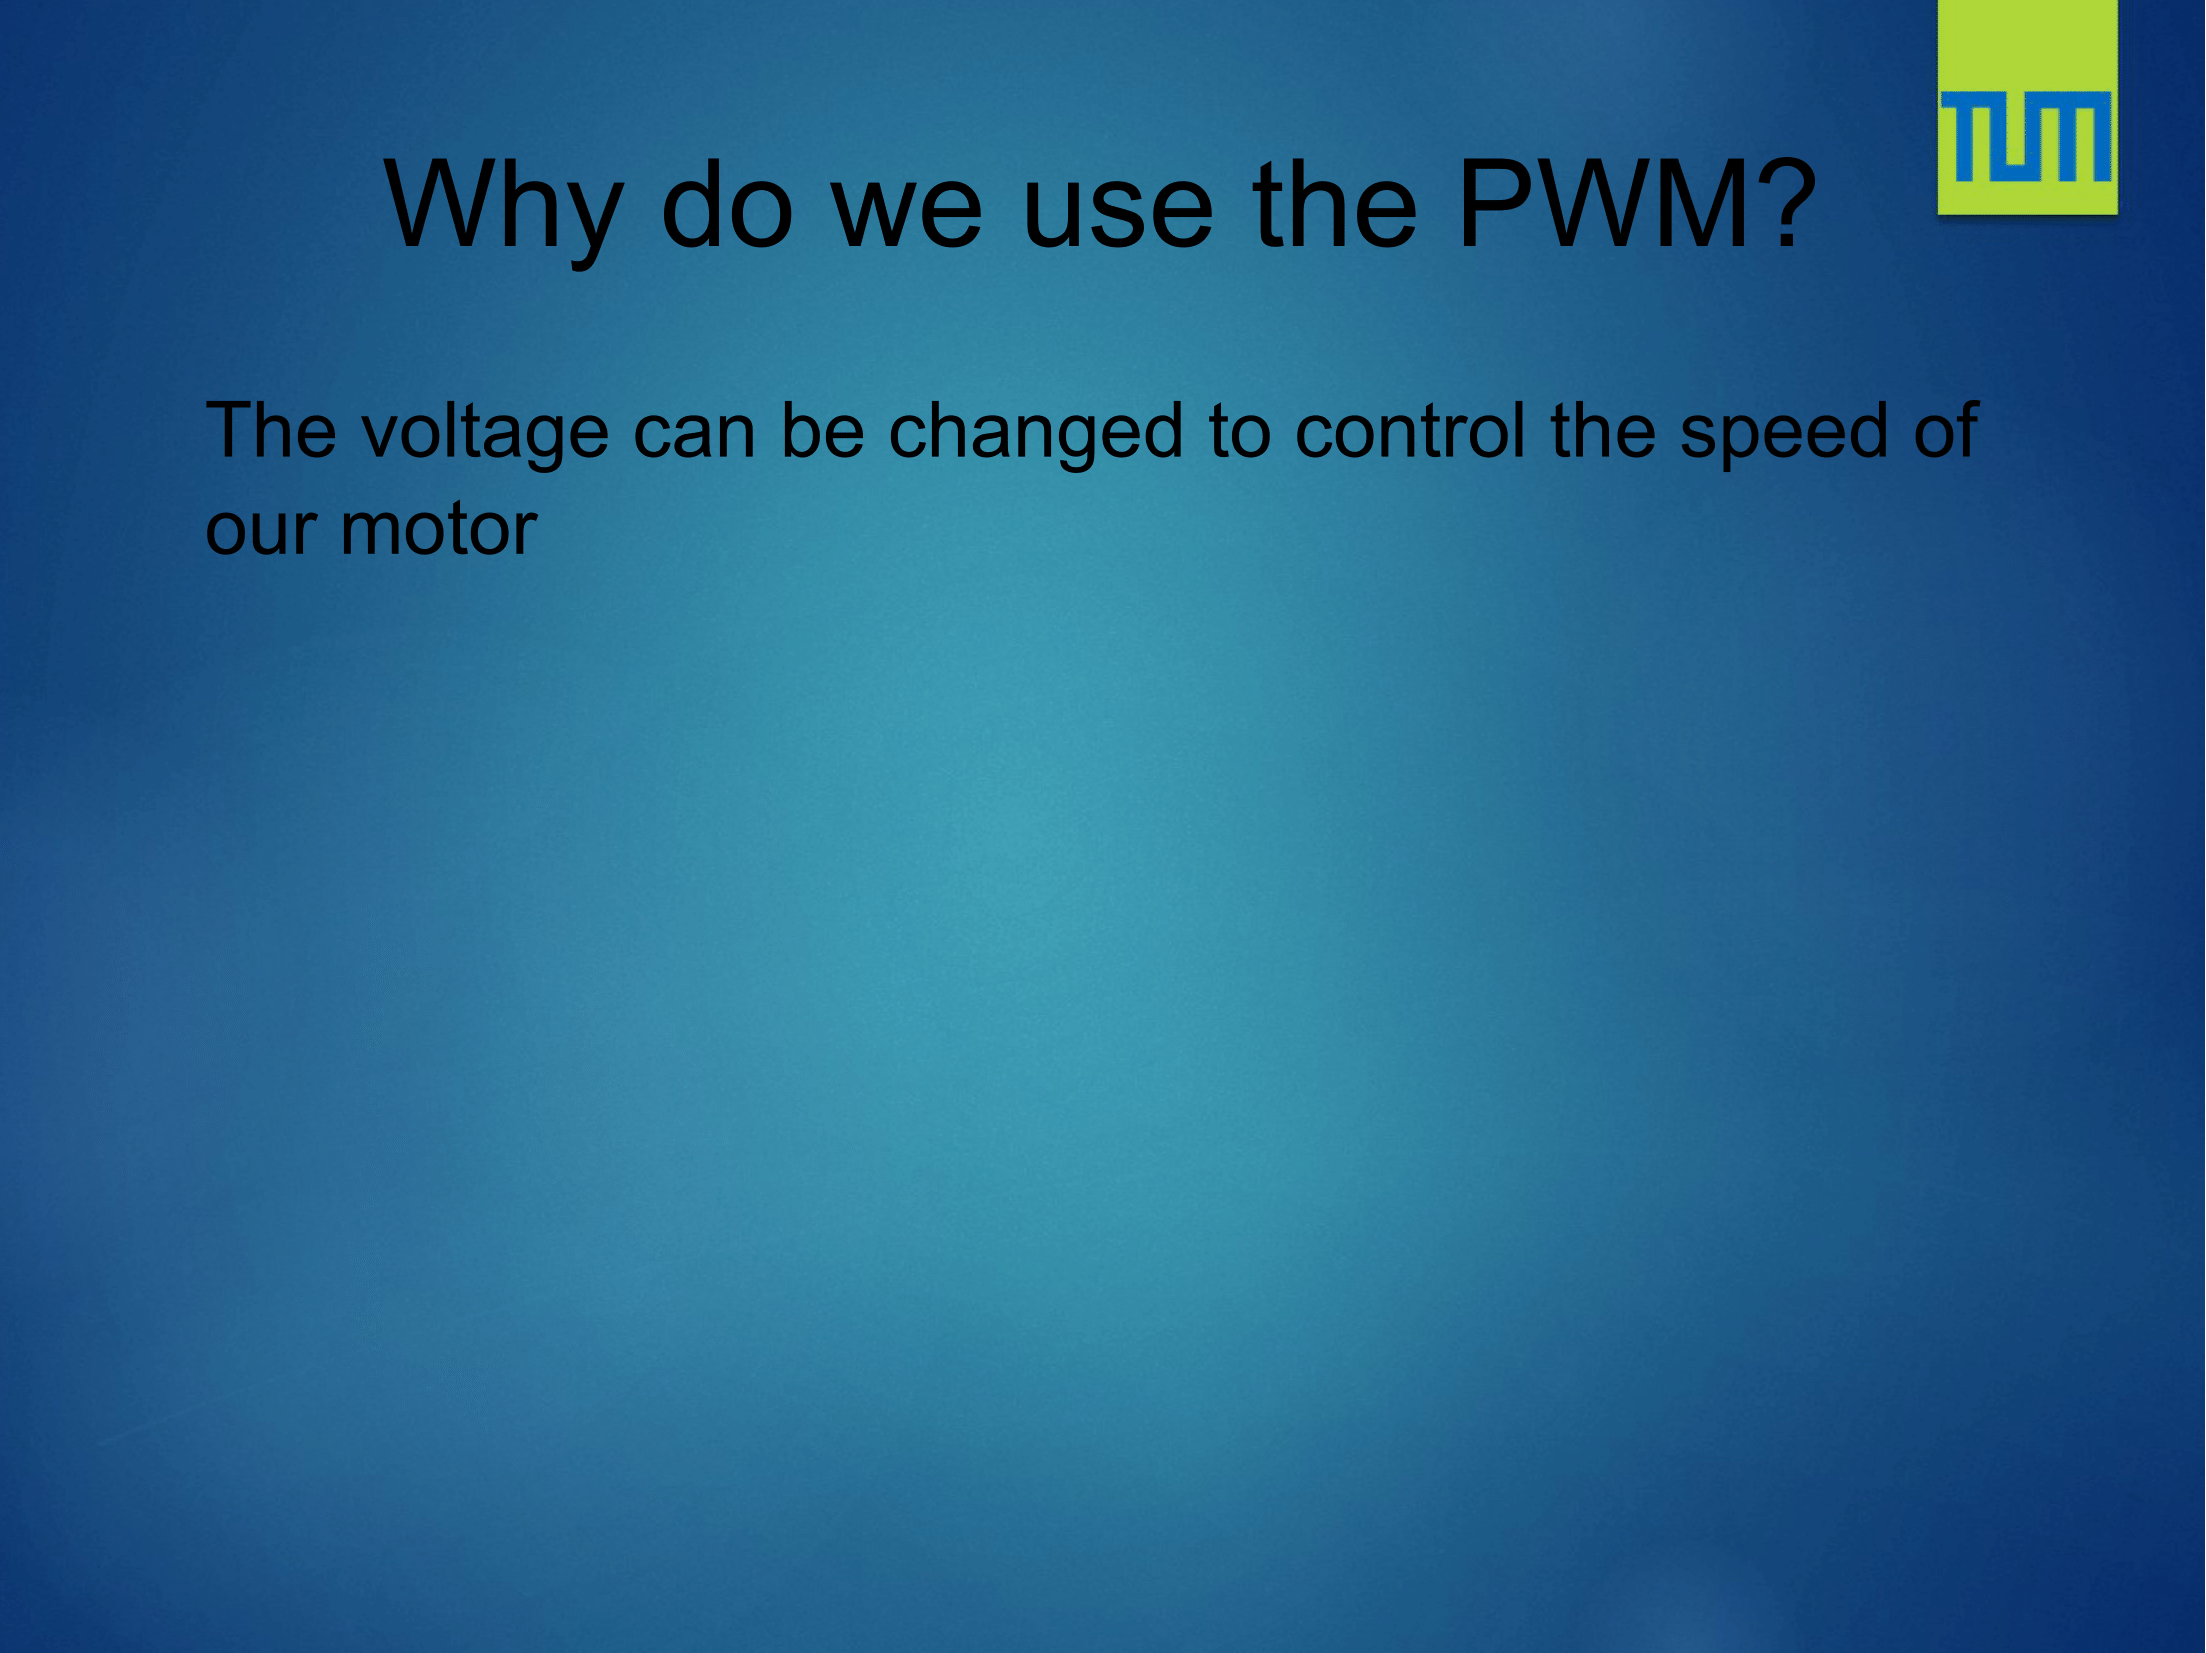 TUM
Why do we use the PWM?
The voltage can be changed to control the speed of
our motor